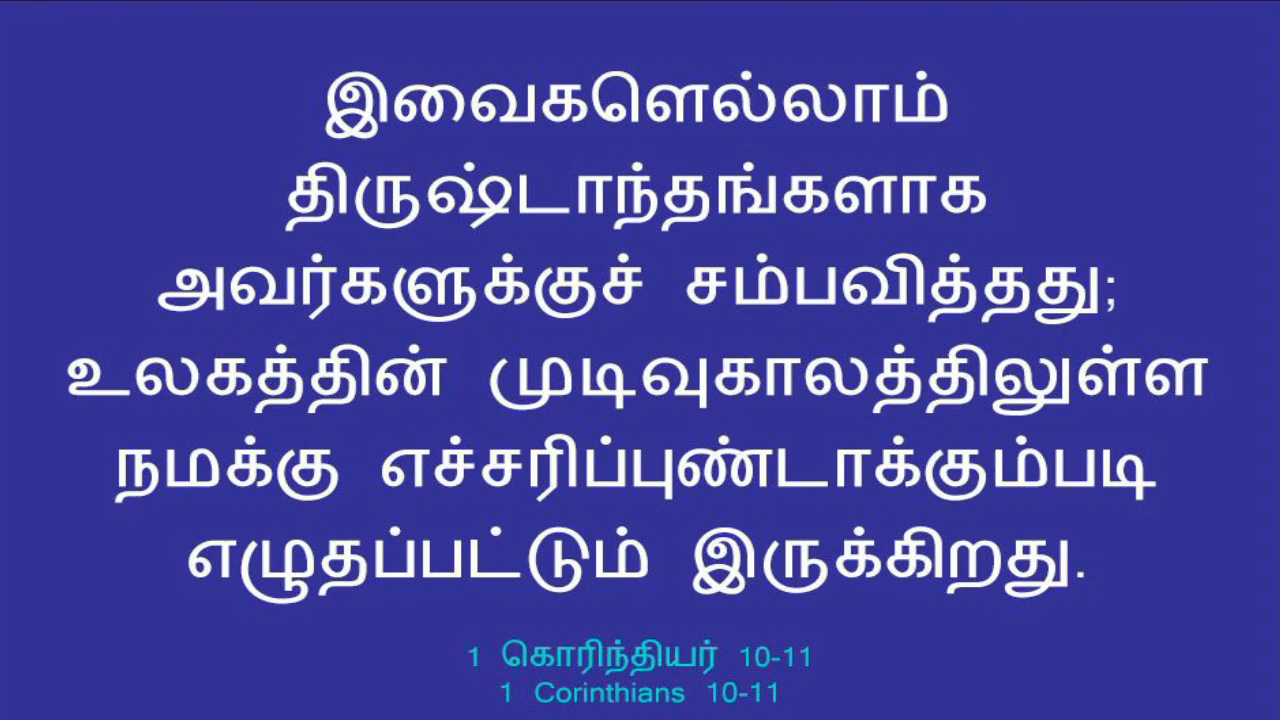 இவைகளெல்லாம்
திருஷ்டாந்தங்களாக
அவர்களுக்குச் சம்பவித்தது;
உலகத்தின் முடிவுகாலத்திலுள்ள
நமக்கு எச்சரிப்புண்டாக்கும்படி
எழுதப்பட்டும் இருக்கிறது.
1 கொரிந்தியர் 10-11
1 Corinthians 10-11